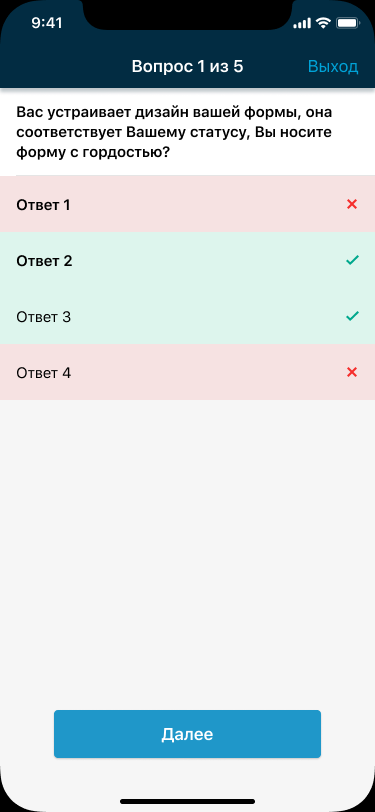 9:41
Вопрос 1 из 5
Выход
Вас устраивает дизайн вашей формы, она
соответствует Вашему статусу, Вы носите
форму с гордостью?
Ответ 1
Ответ 2
Ответ 3
Ответ 4
Далее